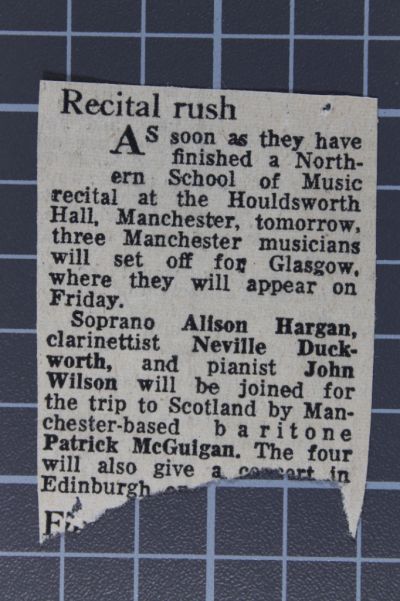 Recital rush
As soon as they have
finished a North-
ern School of Music
recital at the Houldsworth
Hall, Manchester, tomorrow,
three Manchester musicians
will set off for Glasgow,
where they will appear on
Friday.
Soprano Alison Hargan,
clarinettist Neville Duck-
worth, and pianist John
Wilson will be joined for
the trip to Scotland by Man-
chester-based baritone
Patrick McGuigan. The four
will also give a concert in
Edinburgh